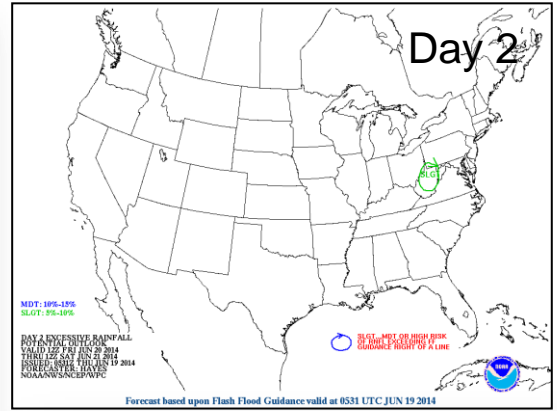 Day 2
SLGT
MDT: 10%-15%
SLGT: 5%-10%
DAY 2 EXCESSIVE RAINFALL
POTENTIAL OUTLOOK
VALID 12Z FRI JUN 20 2014
THRU 12Z SAT JUN 21 2014
ISSUED: 0531Z THU JUN 19 2014
FORECASTER: HAYES
NOAA/NWS/NCEP/WPC
SLGT, MDT OR HIGH RISK
OF RNFL EXCEEDING FF
GUIDANCE RIGHT OF A LINE
NOAA
Forecast based upon Flash Flood Guidance valid at 0531 UTC JUN 19 2014